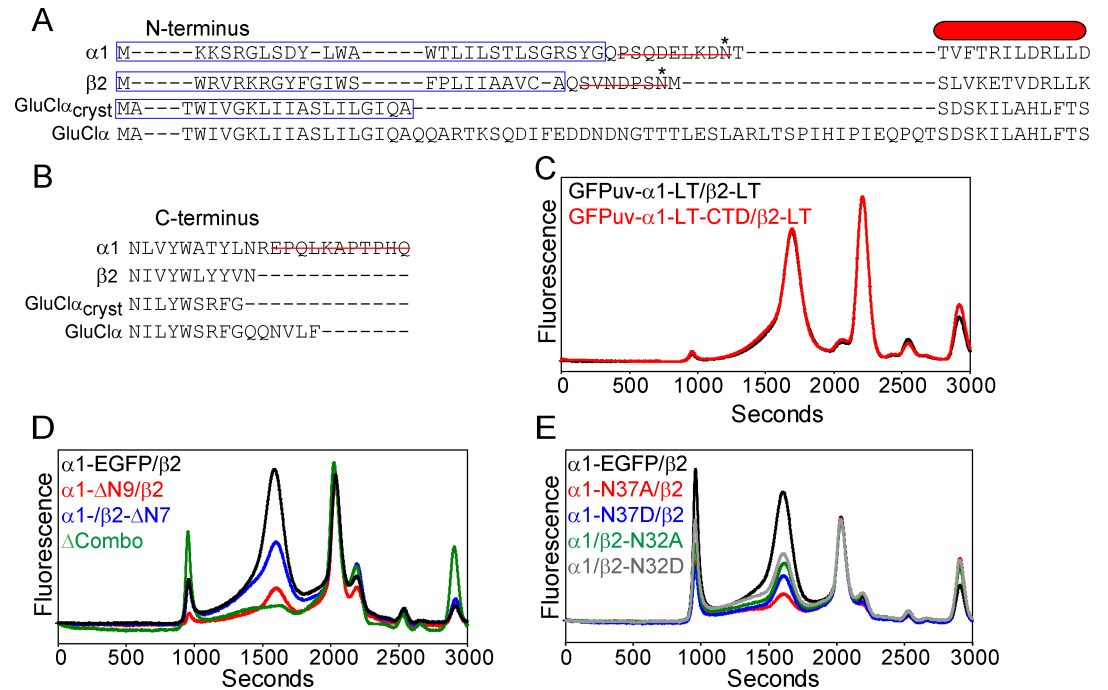 A
N-terminus
α1 M-----KKSRGLSDY-LWA-----WTLILSTLSGRSYGQPSQDELKDN*T---------------TVFTRILDRLLD
β2 M-----WRVRKRGYFGIWS-----FPLIIAAVC-AQSVNDPSN*M--------------------SLVKETVDRLLK
GluClαcryst MA----TWIVGKLIIASLILGIQA----------------------------------------SDSKILAHLFTS
GluClα MA---TWIVGKLIIASLILGIQAQQARTKSQDIFEDDNDNGTTTLESLARLTSPIHIPIEQPQTSDSKILAHLFTS
B
C-terminus
α1 NLVYWATYLNREPQLKAPTPHQ
β2 NIVYWLYYVN------------
GluClαcryst NILYWSRFG-------------
GluClα NILYWSRFGQQNVLF-------
C
GFPuv-α1-LT/β2-LT
GFPuv-α1-LT-CTD/β2-LT
Fluorescence
0 500 1000 1500 2000 2500 3000
Seconds
D
α1-EGFP/β2
α1-ΔN9/β2
α1-/β2-ΔN7
ΔCombo
Fluorescence
0 500 1000 1500 2000 2500 3000
Seconds
E
α1-EGFP/β2
α1-N37A/β2
α1-N37D/β2
α1/β2-N32A
α1/β2-N32D
Fluorescence
0 500 1000 1500 2000 2500 3000
Seconds